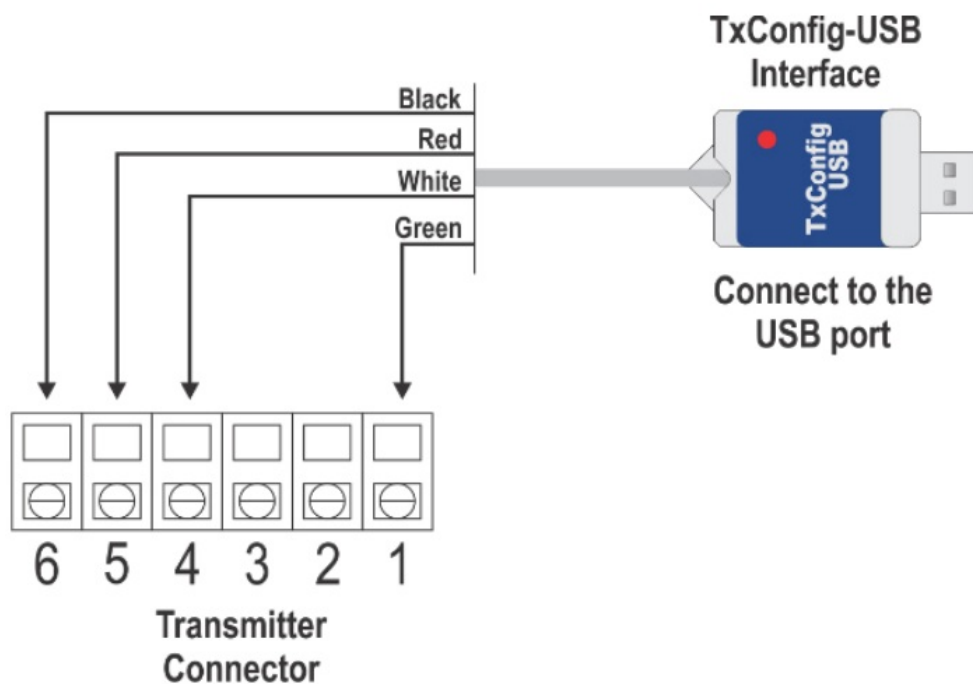 TxConfig-USB
Interface
Black
Red
White
Green
TxConfig
USB
Connect to the
USB port
6 5 4 3 2 1
Transmitter
Connector